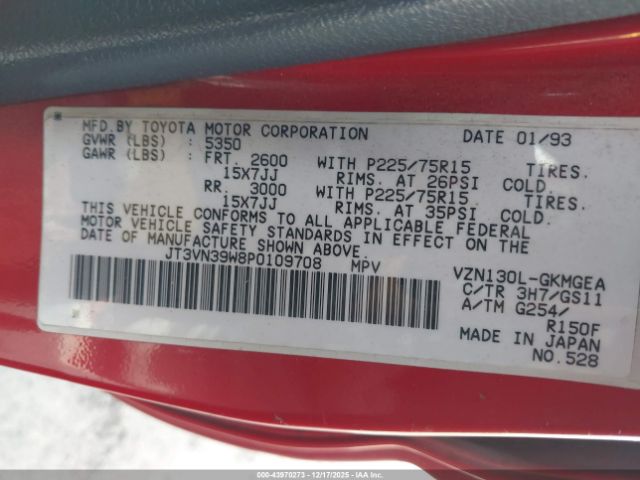 MFD.BY TOYOTA MOTOR CORPORATION DATE 01/93
GVWR (LBS) : 5350
GAWR (LBS) : FRT. 2600 WITH P225/75R15 TIRES.
15X7JJ RIMS. AT 26PSI COLD.
RR. 3000 WITH P225/75R15 TIRES.
15X7JJ RIMS. AT 35PSI COLD.
THIS VEHICLE CONFORMS TO ALL APPLICABLE FEDERAL
MOTOR VEHICLE SAFETY STANDARDS IN EFFECT ON THE
DATE OF MANUFACTURE SHOWN ABOVE.
JT3VN39W8P0109708 MPV VZN130L-GKMGEA
C/TR 3H7/GS11
A/TM G254/
R150F
MADE IN JAPAN
NO.528
000-43970273 - 12/17/2025 - IAAI.COM